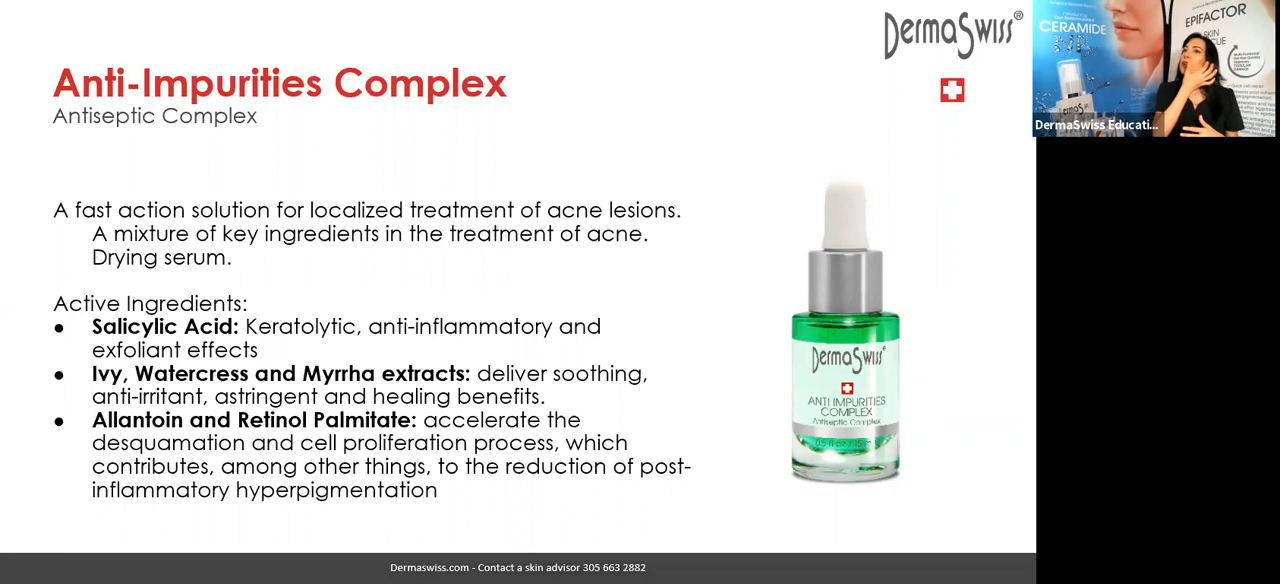 DermaSwiss®
Anti-Impurities Complex
Antiseptic Complex
A fast action solution for localized treatment of acne lesions.
A mixture of key ingredients in the treatment of acne.
Drying serum.
Active Ingredients:
● Salicylic Acid: Keratolytic, anti-inflammatory and
exfoliant effects
● Ivy, Watercress and Myrrha extracts: deliver soothing,
anti-irritant, astringent and healing benefits.
● Allantoin and Retinol Palmitate: accelerate the
desquamation and cell proliferation process, which
contributes, among other things, to the reduction of post-
inflammatory hyperpigmentation
DermaSwiss®
ANTI IMPURITIES
COMPLEX
Antiseptic Complex
Dermaswiss.com - Contact a skin advisor 305 663 2882
CERAMIDE
EPIFACTOR
SKIN
DermaSwiss Educati...